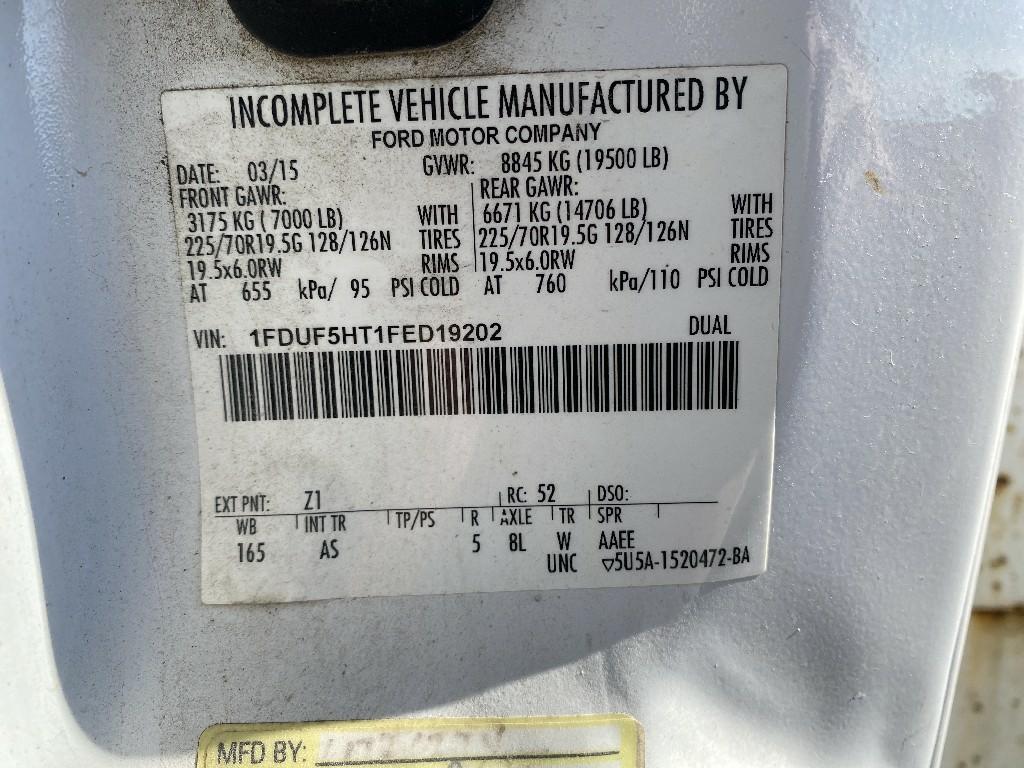 INCOMPLETE VEHICLE MANUFACTURED BY
FORD MOTOR COMPANY
DATE: 03/15 GVWR: 8845 KG (19500 LB)
FRONT GAWR: REAR GAWR:
3175 KG ( 7000 LB) WITH 6671 KG (14706 LB) WITH
225/70R19.5G 128/126N TIRES 225/70R19.5G 128/126N TIRES
19.5x6.0RW RIMS 19.5x6.0RW RIMS
AT 655 kPa/ 95 PSI COLD AT 760 kPa/110 PSI COLD
VIN: 1FDUF5HT1FED19202 DUAL
EXT PNT: Z1 RC: 52 DSO:
WB INT TR TP/PS R AXLE TR SPR
165 AS 5 8L W AAEE
UNC ▽5U5A-1520472-BA
MFD BY: